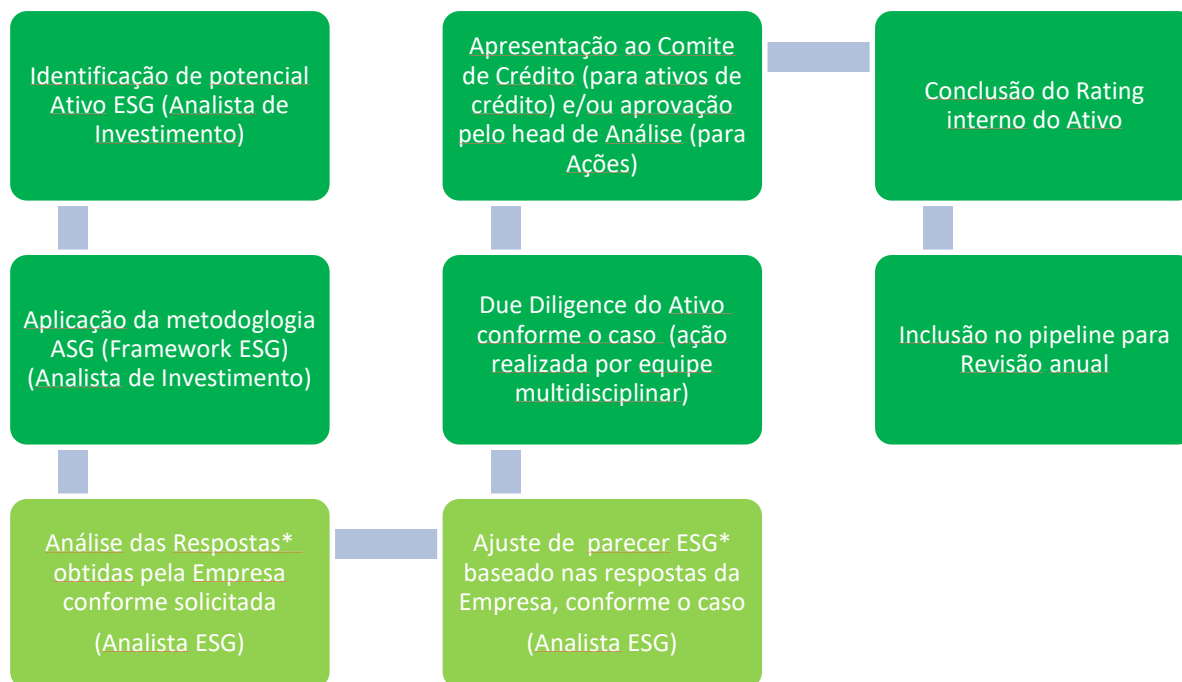 Identificação de potencial
Ativo ESG (Analista de
Investimento)
Aplicação da metodoglogia
ASG (Framework ESG)
(Analista de Investimento)
Análise das Respostas*
obtidas pela Empresa
conforme solicitada
(Analista ESG)
Ajuste de parecer ESG*
baseado nas respostas da
Empresa, conforme o caso
(Analista ESG)
Due Diligence do Ativo
conforme o caso (ação
realizada por equipe
multidisciplinar)
Apresentação ao Comite
de Crédito (para ativos de
crédito) e/ou aprovação
pelo head de Análise (para
Ações)
Conclusão do Rating
interno do Ativo
Inclusão no pipeline para
Revisão anual